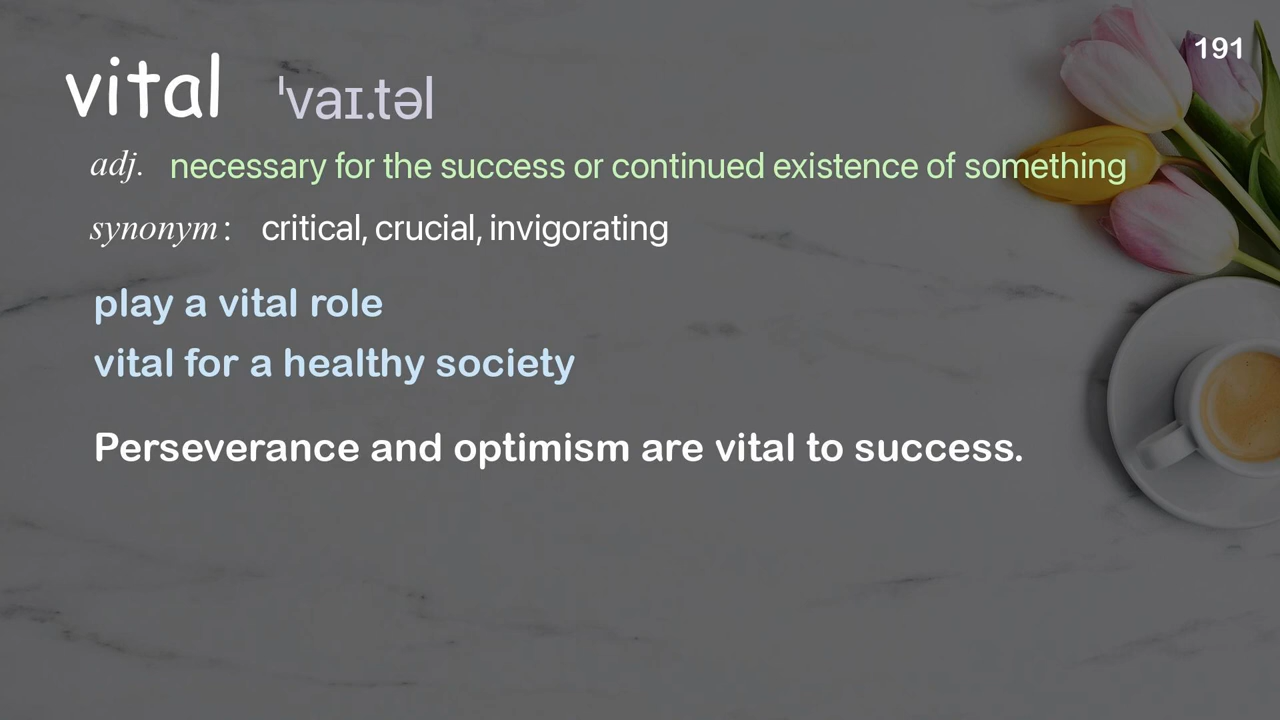 191
vital ˈvaɪ.təl
adj. necessary for the success or continued existence of something
synonym: critical, crucial, invigorating
play a vital role
vital for a healthy society
Perseverance and optimism are vital to success.